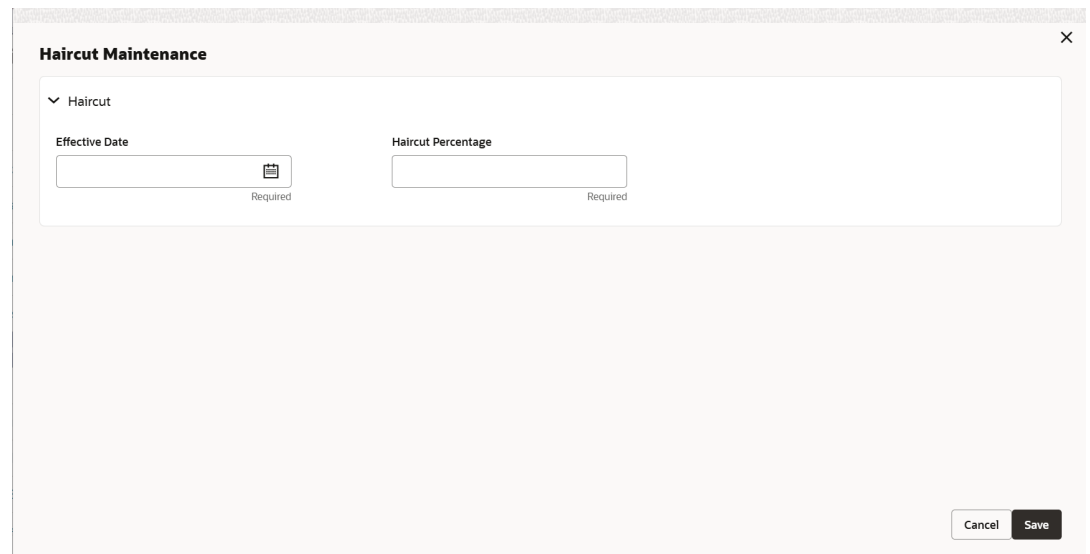 Haircut Maintenance
Haircut
Effective Date Haircut Percentage
Required Required
Cancel Save